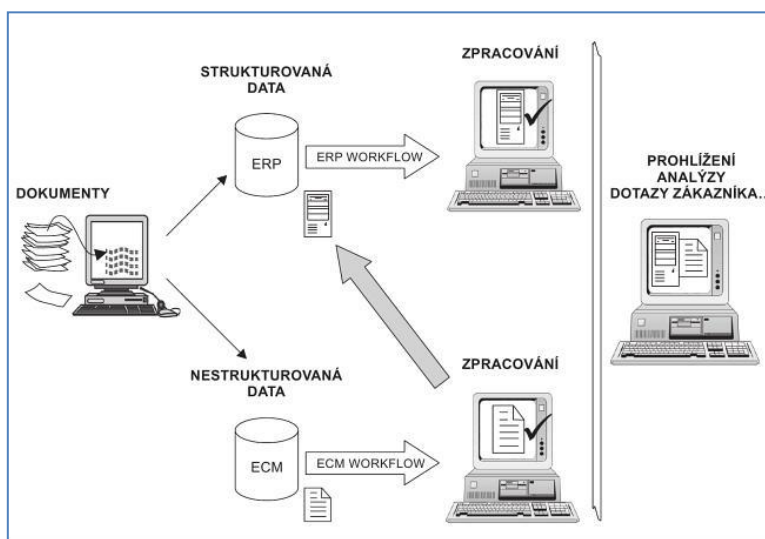 DOKUMENTY
STRUKTUROVANÁ
DATA
ERP
ERP WORKFLOW
ZPRACOVÁNÍ
NESTRUKTUROVANÁ
DATA
ECM
ECM WORKFLOW
ZPRACOVÁNÍ
PROHLÍŽENÍ
ANALÝZY
DOTAZY ZÁKAZNÍKA..